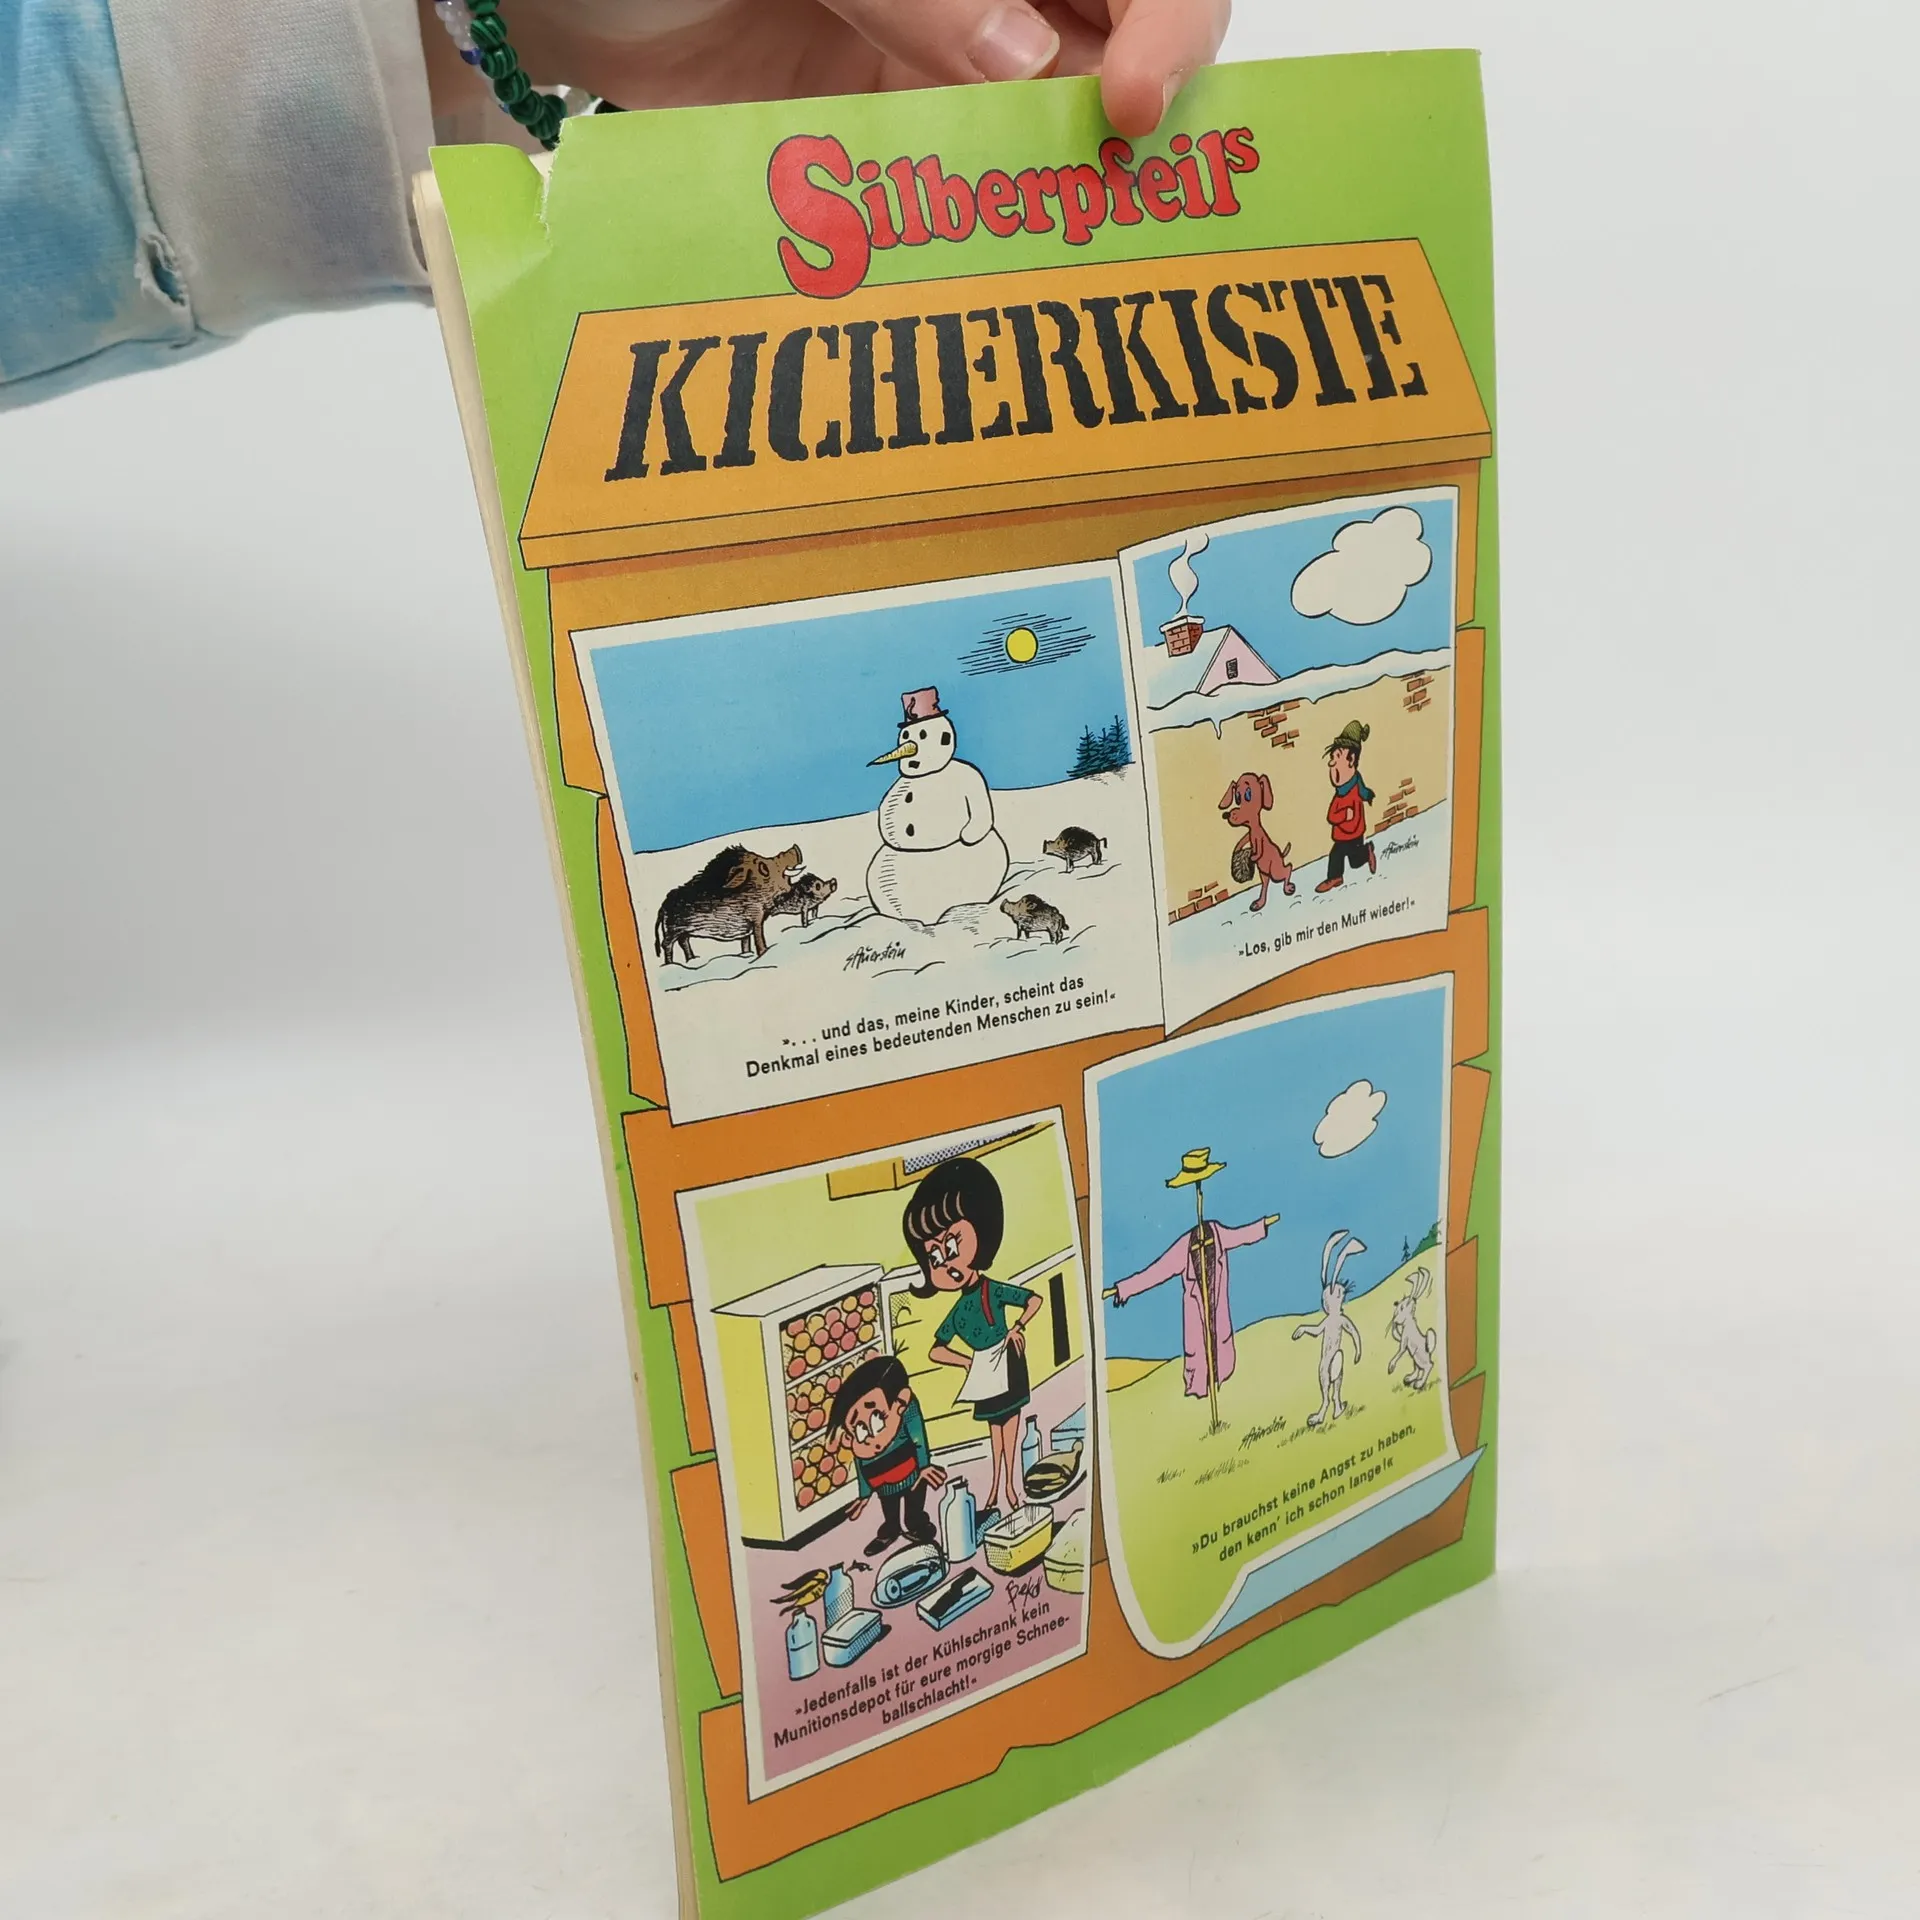 Silberpfeils
KICHERKISTE
». . . und das, meine Kinder, scheint das
Denkmal eines bedeutenden Menschen zu sein!«
»Los, gib mir den Muff wieder!«
»Jedenfalls ist der Kühlschrank kein
Munitionsdepot für eure morgige Schnee-
ballschlacht!«
»Du brauchst keine Angst zu haben,
den kenn' ich schon lange!«